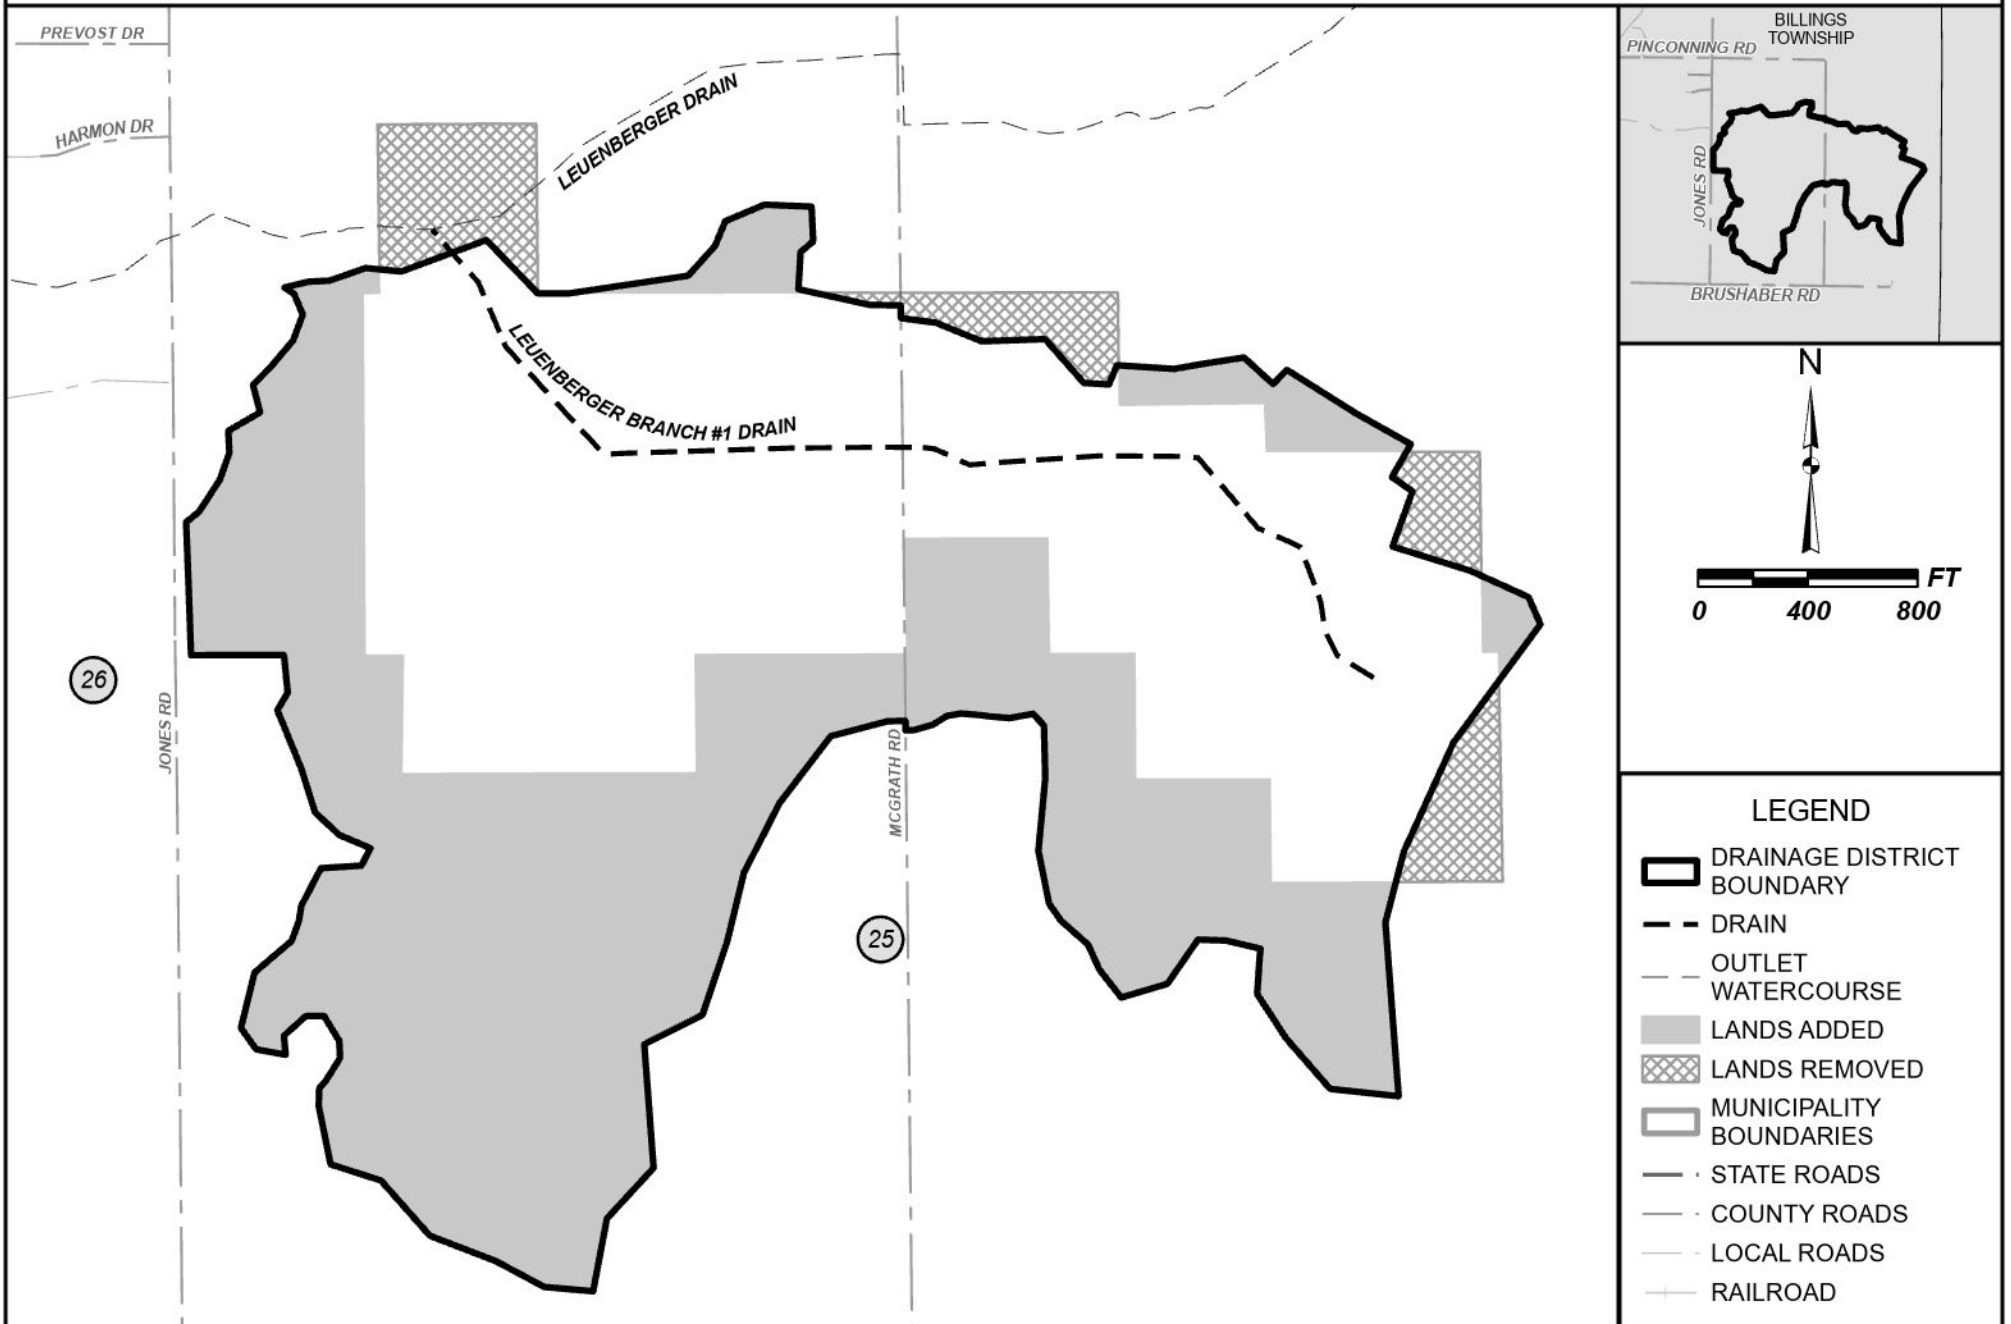 PREVOST DR
HARMON DR
LEUENBERGER DRAIN
LEUENBERGER BRANCH #1 DRAIN
26
JONES RD
MCGRATH RD
25
BILLINGS
TOWNSHIP
PINCONNING RD
JONES RD
BRUSHABER RD
N
FT
0 400 800
LEGEND
DRAINAGE DISTRICT
BOUNDARY
DRAIN
OUTLET
WATERCOURSE
LANDS ADDED
LANDS REMOVED
MUNICIPALITY
BOUNDARIES
STATE ROADS
COUNTY ROADS
LOCAL ROADS
RAILROAD